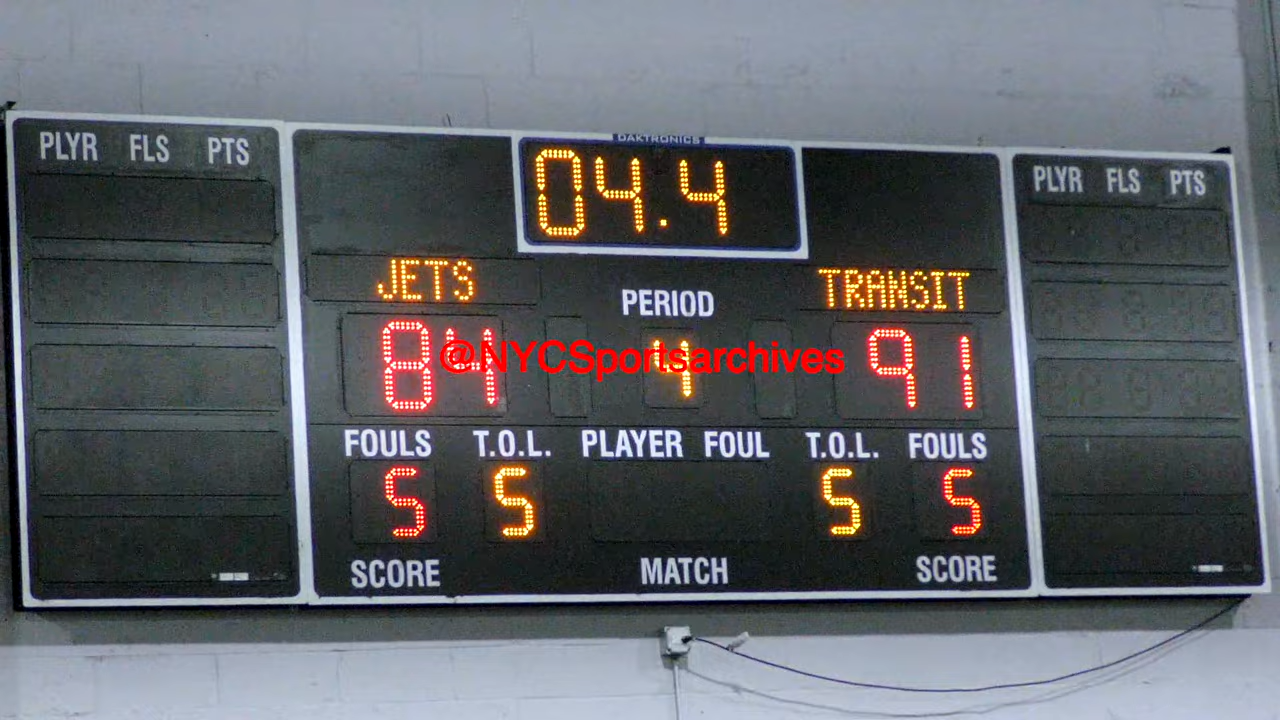 DAKTRONICS
PLYR FLS PTS
04.4
PLYR FLS PTS
JETS
TRANSIT
PERIOD
84
4
91
@NYCSportsarchives
FOULS T.O.L. PLAYER FOUL T.O.L. FOULS
5 5 5 5
SCORE MATCH SCORE